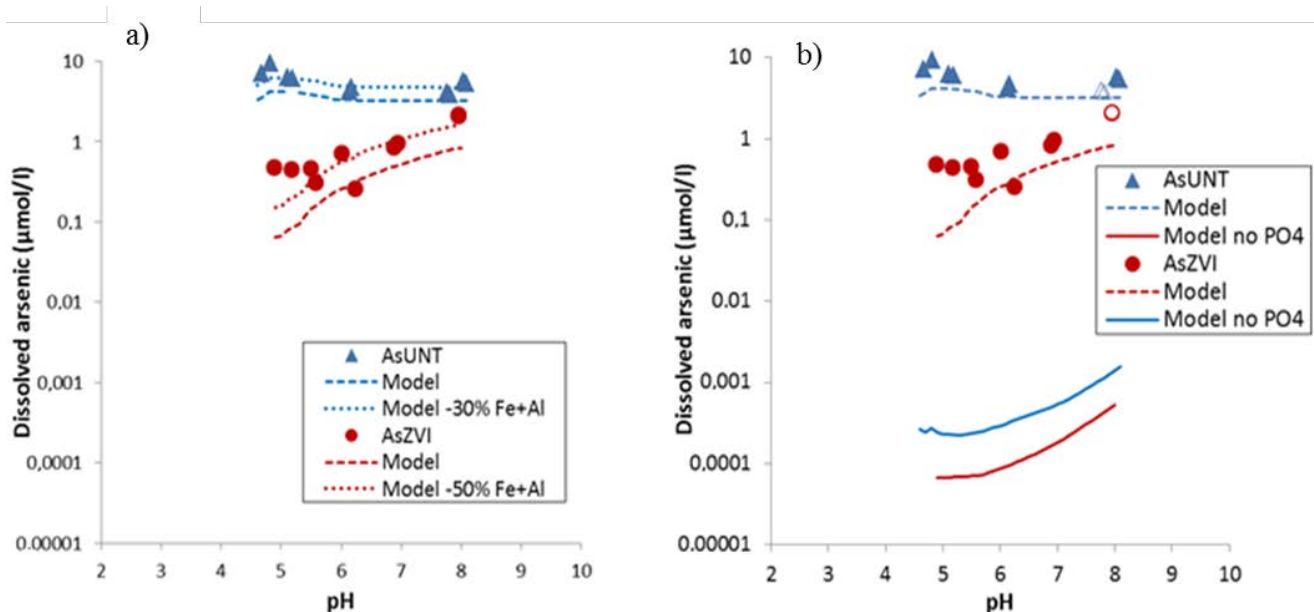 a)
Dissolved arsenic (µmol/l)
10
1
0.1
0.01
0,001
0,0001
0.00001
2 3 4 5 6 7 8 9 10
pH
AsUNT
Model
Model -30% Fe+Al
AsZVI
Model
Model -50% Fe+Al
b)
Dissolved arsenic (µmol/l)
10
1
0.1
0.01
0.001
0.0001
0.00001
2 3 4 5 6 7 8 9 10
pH
AsUNT
Model
Model no PO4
AsZVI
Model
Model no PO4